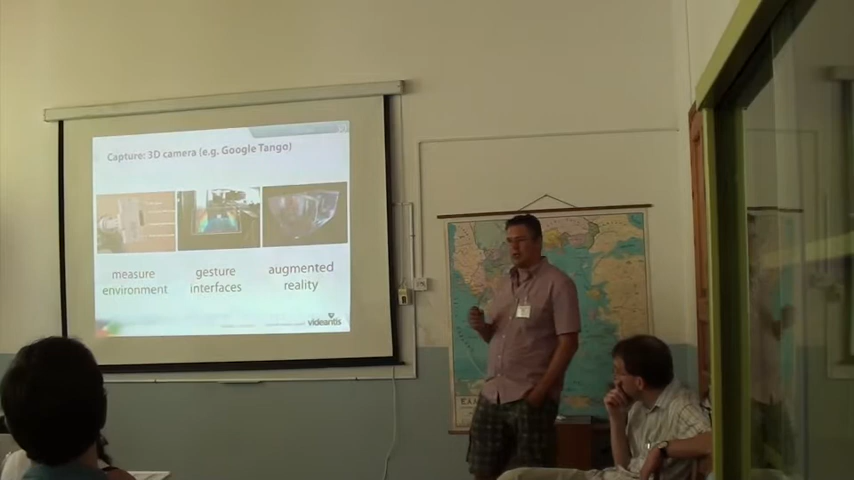 Capture: 3D camera (e.g. Google Tango)
measure
environment
gesture
interfaces
augmented
reality
videantis